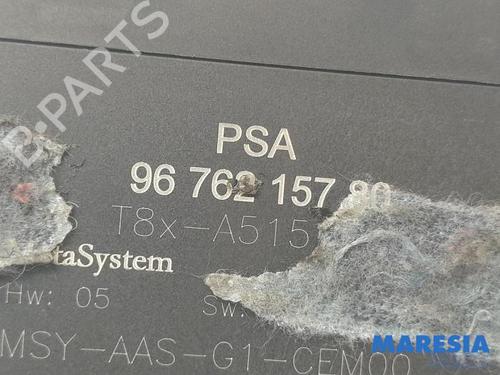 B-PARTS
PSA
96 762 157 80
T8x-A515
taSystem
Hw: 05 Sw:
MSY-AAS-G1-CEM00
MARESIA